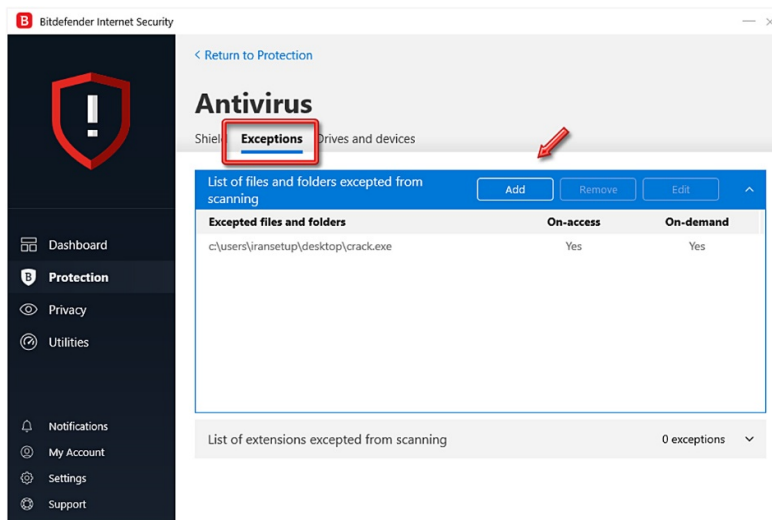 B Bitdefender Internet Security
< Return to Protection
Antivirus
Shield Exceptions Drives and devices
List of files and folders excepted from
scanning
Add Remove Edit
Excepted files and folders On-access On-demand
c:\users\iransetup\desktop\crack.exe Yes Yes
List of extensions excepted from scanning 0 exceptions
Dashboard
B Protection
Privacy
Utilities
Notifications
My Account
Settings
Support